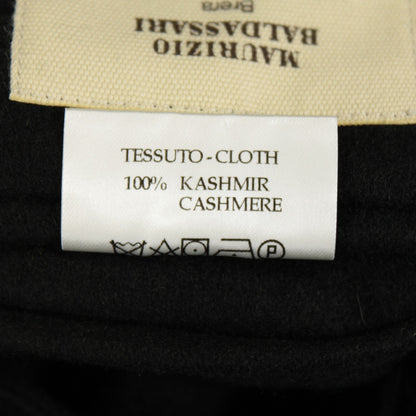 MAURIZIO
BALDASSARI
Brera
TESSUTO - CLOTH
100% KASHMIR
CASHMERE
P